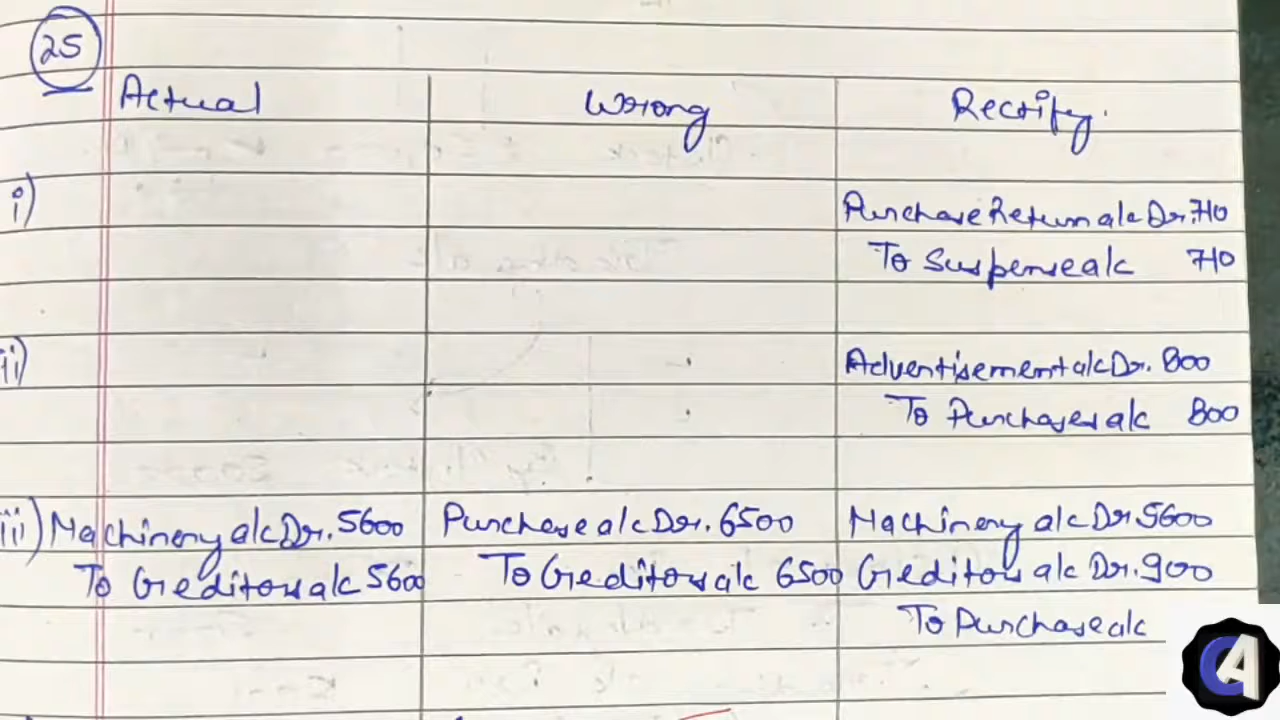 25
Actual Wrong Rectify.
i) Purchase Return a/c Dr. 710
To Suspense a/c 710
ii) Advertisement a/c Dr. 800
To Purchases a/c 800
iii) Machinery a/c Dr. 5600 Purchase a/c Dr. 6500 Machinery a/c Dr. 5600
To Creditors a/c 5600 To Creditors a/c 6500 Creditors a/c Dr. 900
To Purchase a/c
CA